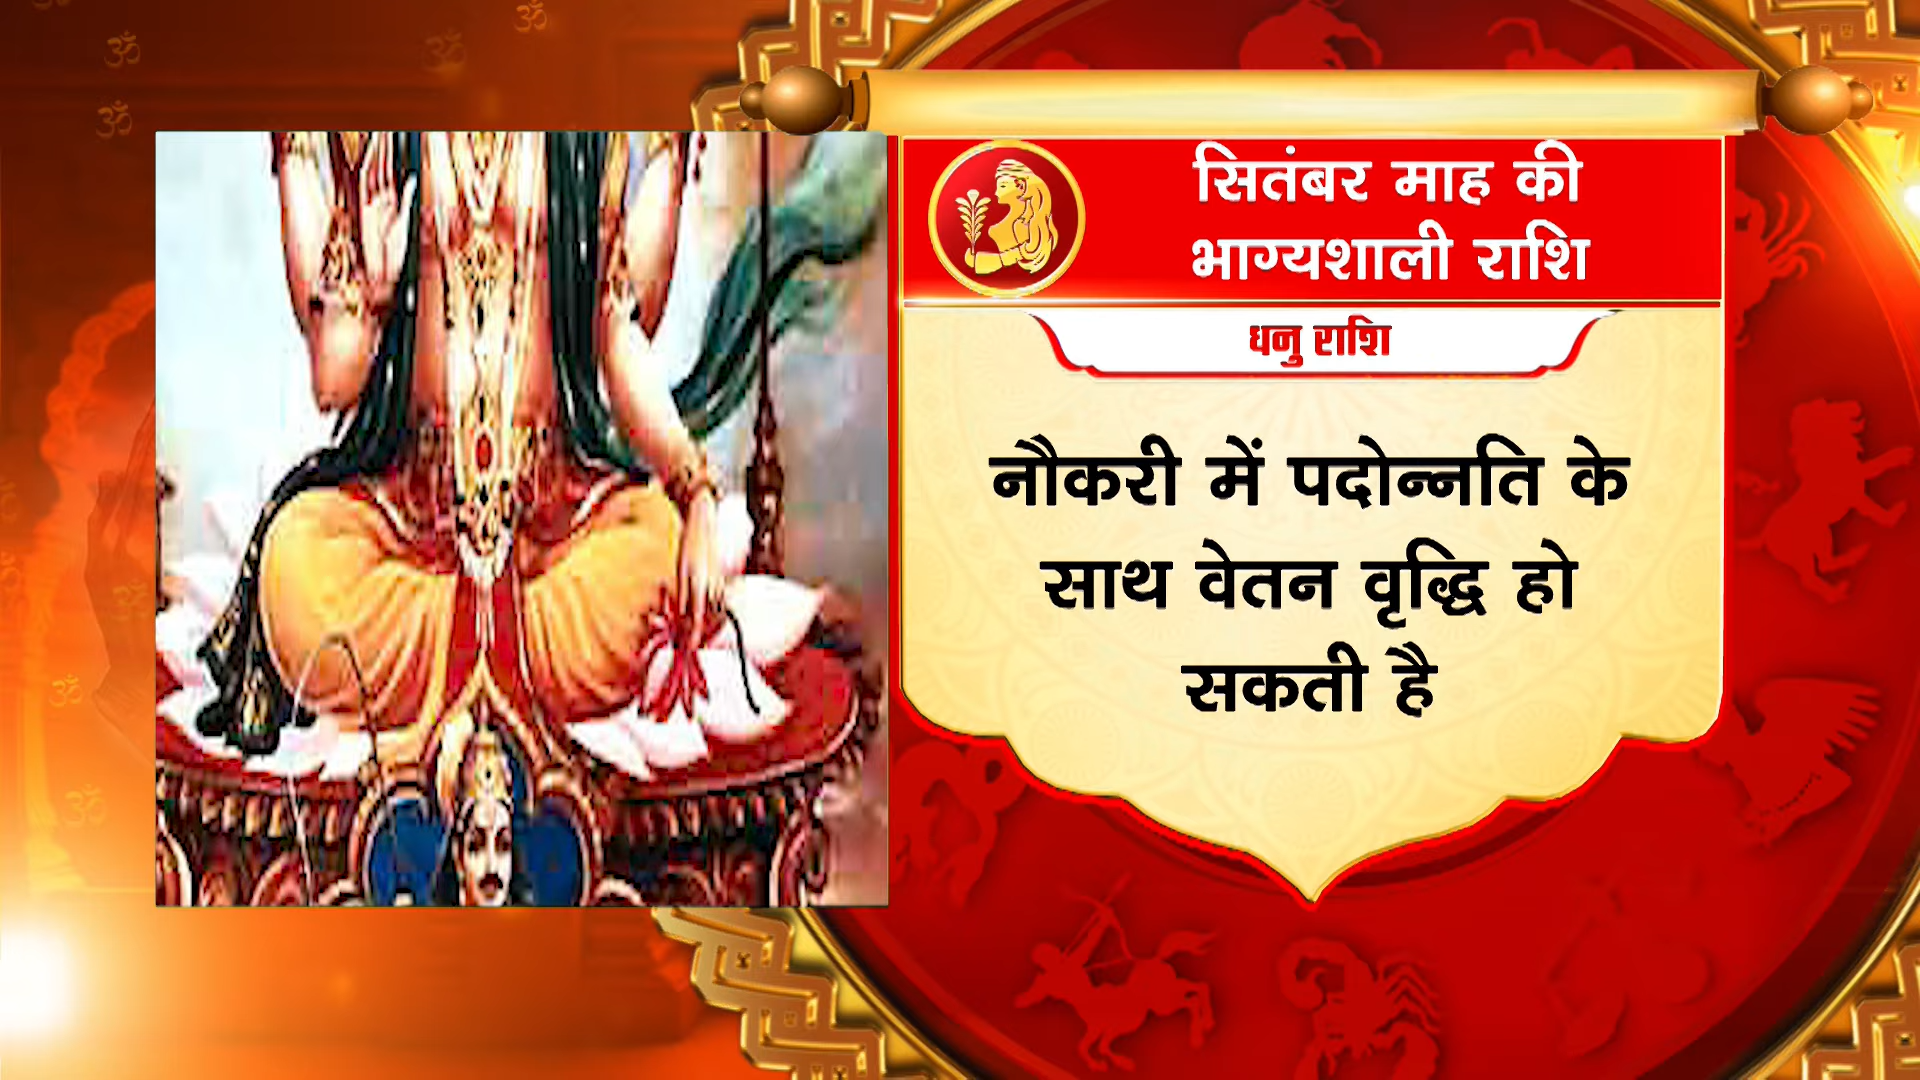 सितंबर माह की
भाग्यशाली राशि
धनु राशि
नौकरी में पदोन्नति के
साथ वेतन वृद्धि हो
सकती है